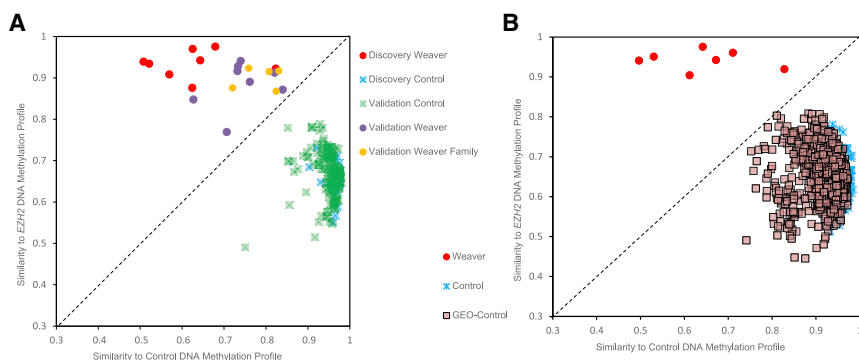 A
Similarity to EZH2 DNA Methylation Profile
1
0.9
0.8
0.7
0.6
0.5
0.4
0.3
0.3 0.4 0.5 0.6 0.7 0.8 0.9 1
Similarity to Control DNA Methylation Profile
Discovery Weaver
Discovery Control
Validation Control
Validation Weaver
Validation Weaver Family
B
Similarity to EZH2 DNA Methylation Profile
1
0.9
0.8
0.7
0.6
0.5
0.4
0.3
0.3 0.4 0.5 0.6 0.7 0.8 0.9 1
Similarity to Control DNA Methylation Profile
Weaver
Control
GEO-Control